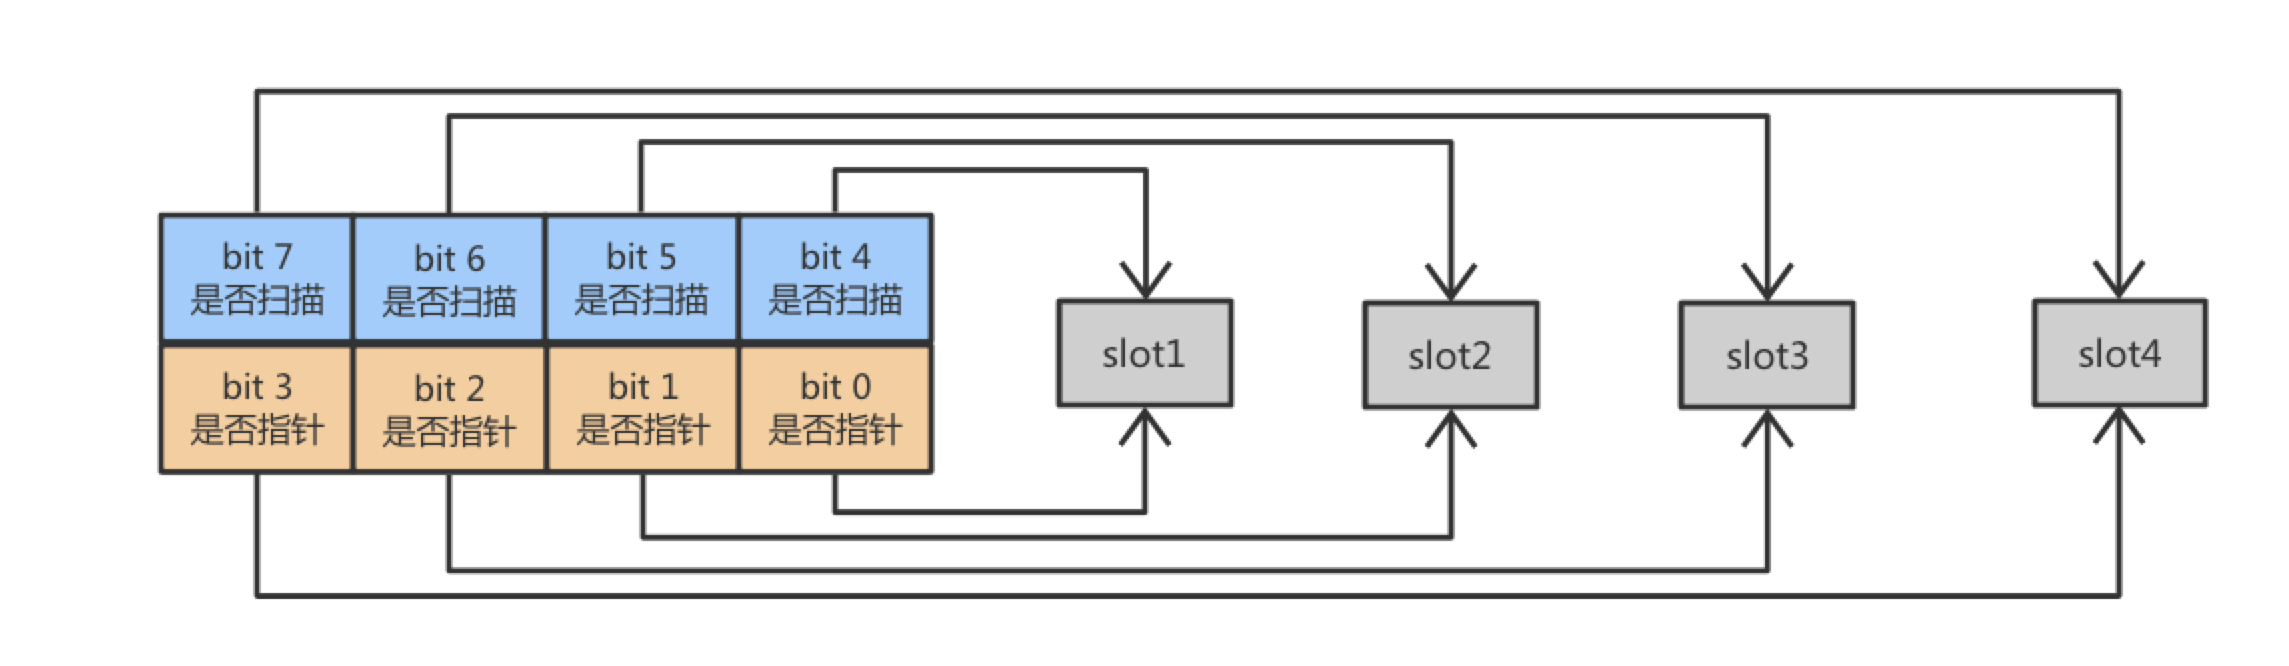 bit 7
是否扫描
bit 6
是否扫描
bit 5
是否扫描
bit 4
是否扫描
bit 3
是否指针
bit 2
是否指针
bit 1
是否指针
bit 0
是否指针
slot1
slot2
slot3
slot4